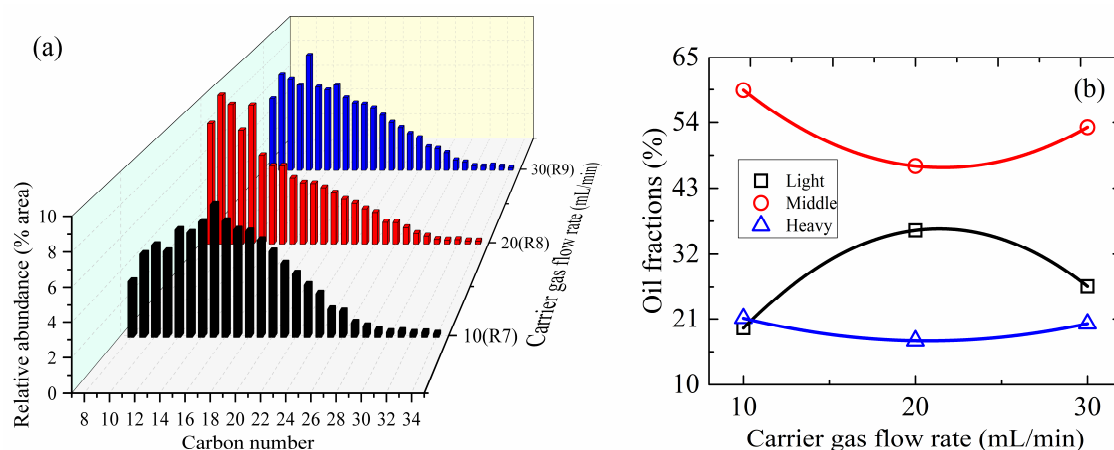 (a)
Relative abundance (% area)
10
8
6
4
2
0
8 10 12 14 16 18 20 22 24 26 28 30 32 34
Carbon number
10(R7)
20(R8)
30(R9)
Carrier gas flow rate (mL/min)
(b)
Oil fractions (%)
65
54
43
32
21
10
Light
Middle
Heavy
10 20 30
Carrier gas flow rate (mL/min)